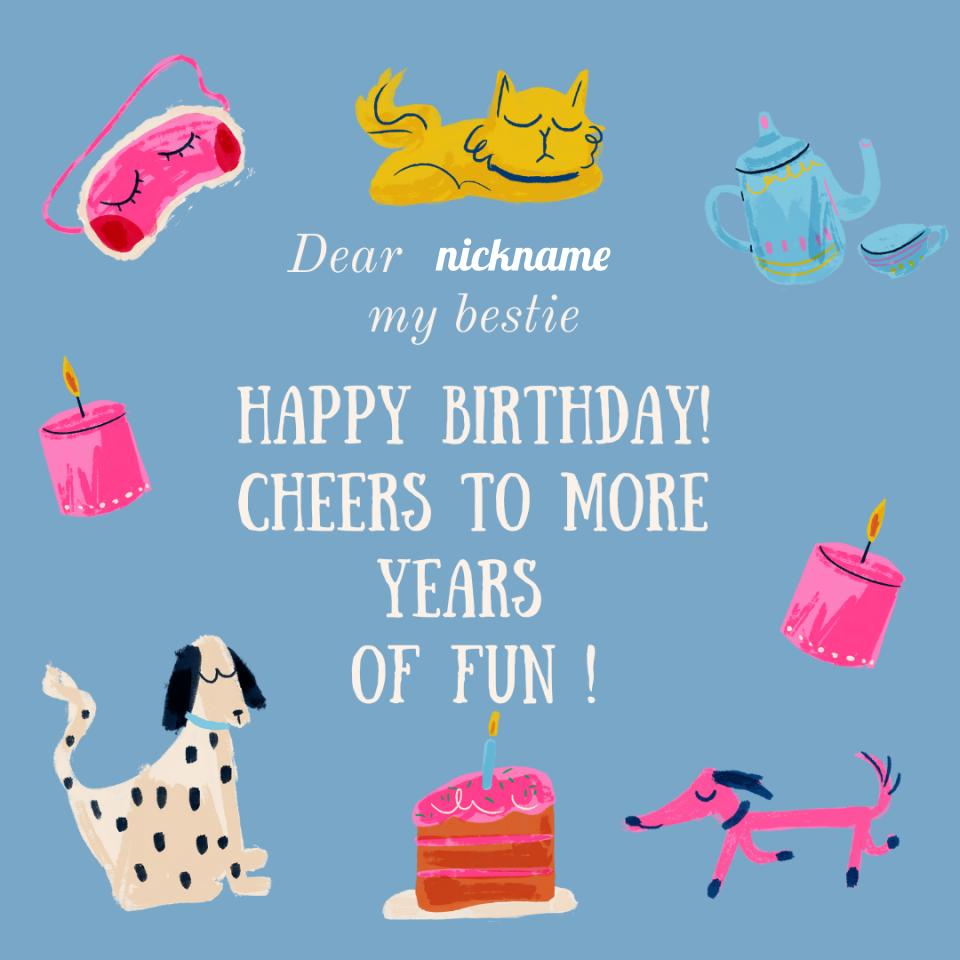 Dear nickname
my bestie
HAPPY BIRTHDAY!
CHEERS TO MORE
YEARS
OF FUN !